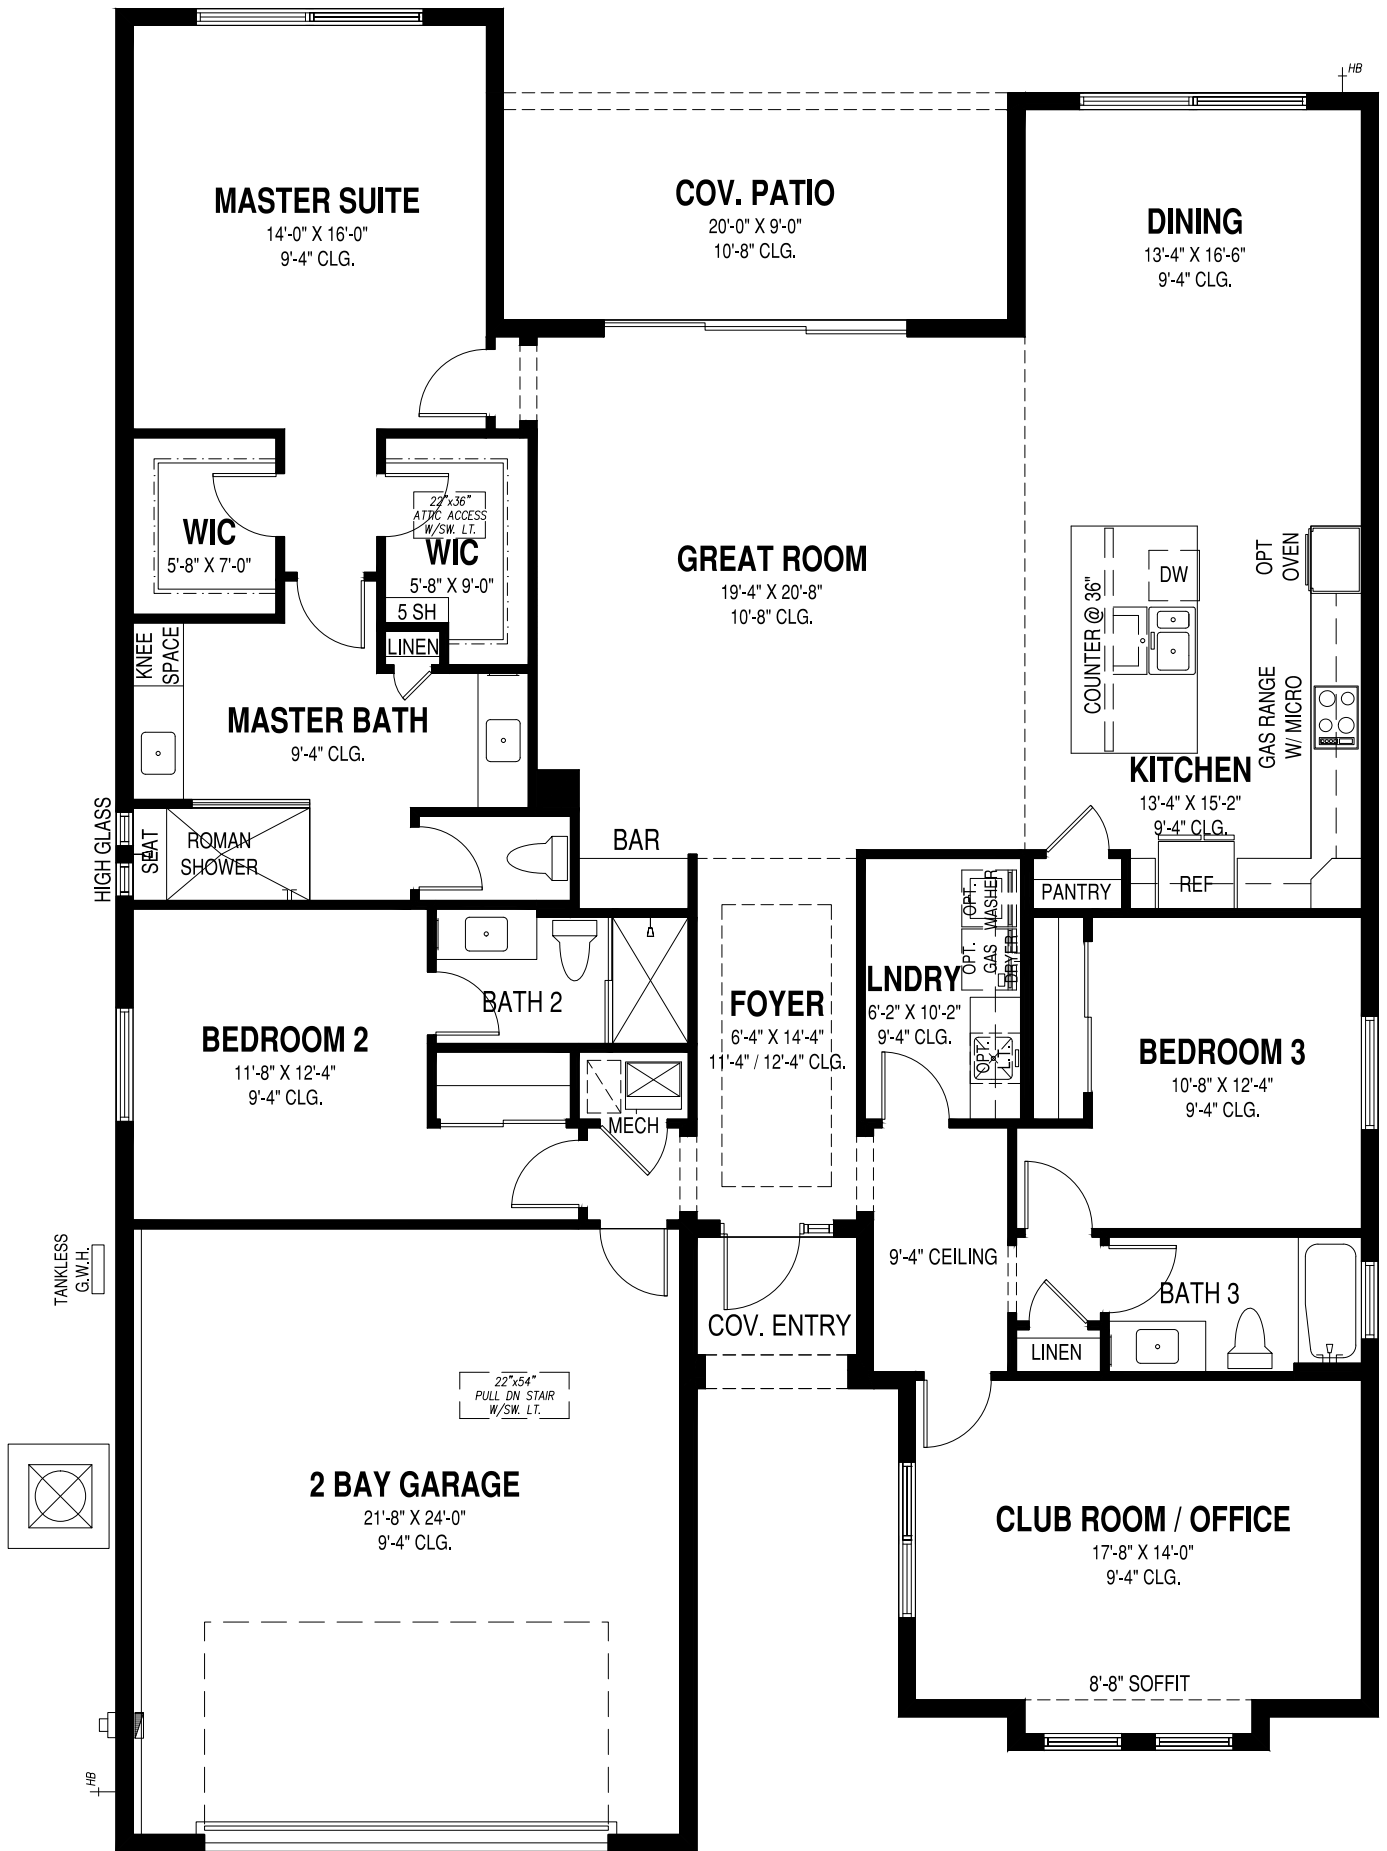 HB
MASTER SUITE
14'-0" X 16'-0"
9'-4" CLG.
COV. PATIO
20'-0" X 9'-0"
10'-8" CLG.
DINING
13'-4" X 16'-6"
9'-4" CLG.
WIC
5'-8" X 7'-0"
22"x36"
ATTIC ACCESS
W/SW. LT.
WIC
5'-8" X 9'-0"
5 SH
LINEN
GREAT ROOM
19'-4" X 20'-8"
10'-8" CLG.
COUNTER @ 36"
DW
OPT
OVEN
GAS RANGE
W/ MICRO
KNEE
SPACE
MASTER BATH
9'-4" CLG.
KITCHEN
13'-4" X 15'-2"
9'-4" CLG.
HIGH GLASS
SEAT
ROMAN
SHOWER
BAR
PANTRY
REF
OPT.
WASHER
OPT.
GAS
DRYER
LNDRY
6'-2" X 10'-2"
9'-4" CLG.
OPT.
L.T.
BATH 2
FOYER
6'-4" X 14'-4"
11'-4" / 12'-4" CLG.
BEDROOM 2
11'-8" X 12'-4"
9'-4" CLG.
BEDROOM 3
10'-8" X 12'-4"
9'-4" CLG.
MECH
TANKLESS
G.W.H.
9'-4" CEILING
BATH 3
COV. ENTRY
LINEN
22"x54"
PULL DN STAIR
W/SW. LT.
2 BAY GARAGE
21'-8" X 24'-0"
9'-4" CLG.
CLUB ROOM / OFFICE
17'-8" X 14'-0"
9'-4" CLG.
8'-8" SOFFIT
HB